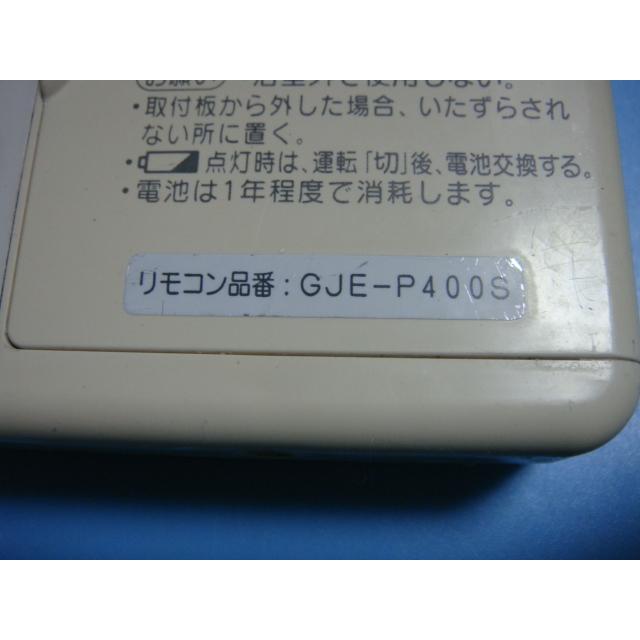 ・取付板から外した場合、いたずらされ
ない所に置く。
・点灯時は、運転「切」後、電池交換する。
・電池は1年程度で消耗します。
リモコン品番：GJE-P400S